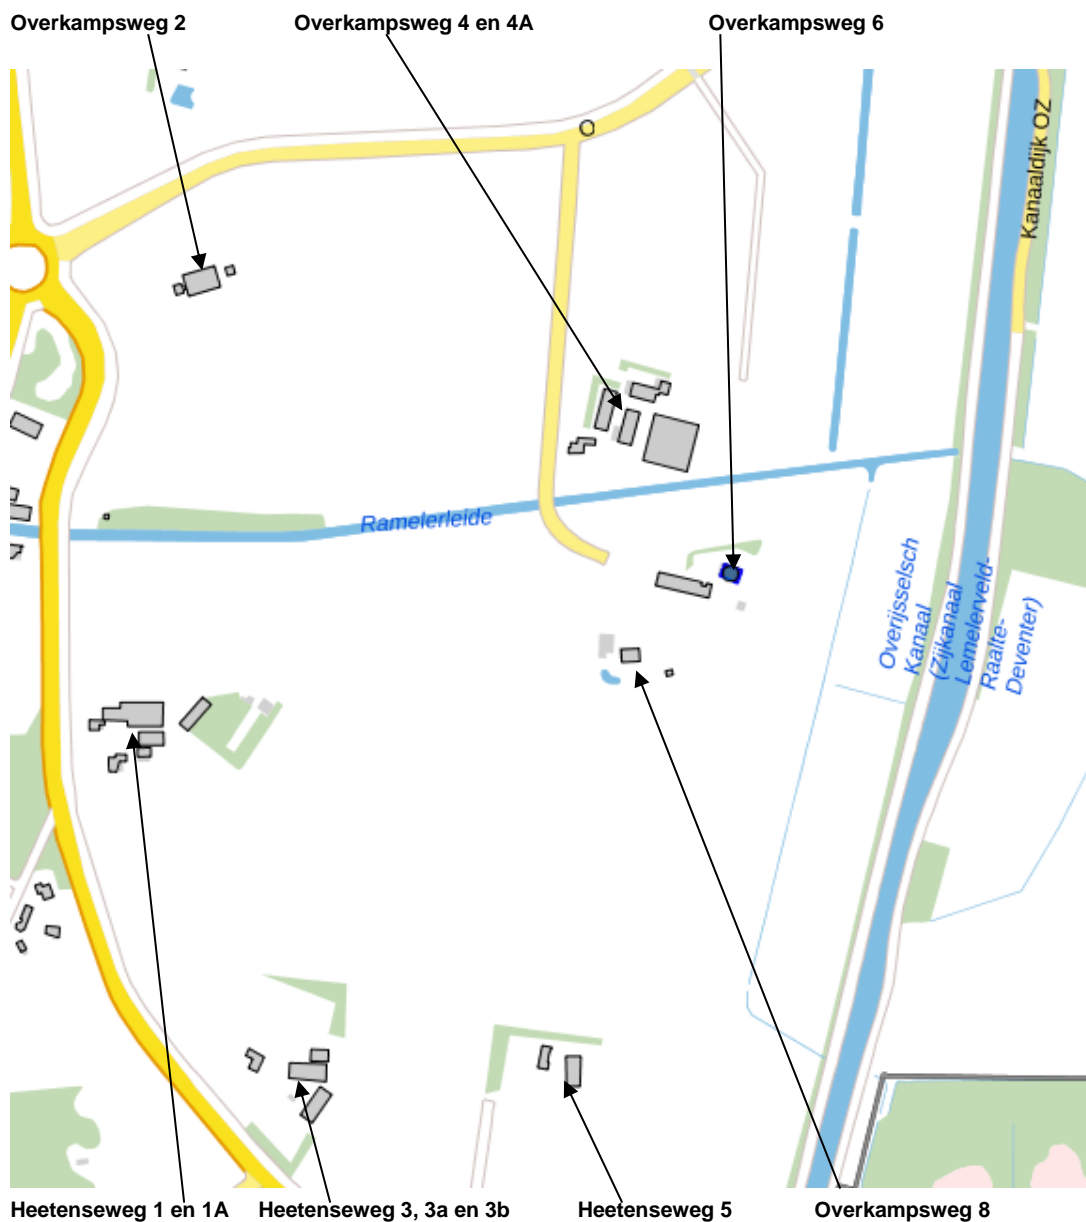 Overkampsweg 2
Overkampsweg 4 en 4A
Overkampsweg 6
Kanaaldijk OZ
Ramelerleide
Overijsselsch
Kanaal
(Zijkanaal
Lemelerveld-
Raalte-
Deventer)
Heetenseweg 1 en 1A
Heetenseweg 3, 3a en 3b
Heetenseweg 5
Overkampsweg 8